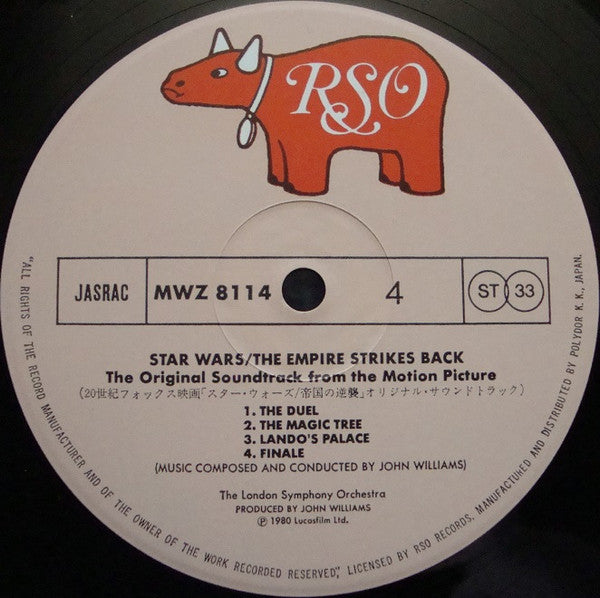 RSO
JASRAC
MWZ 8114
4
ST 33
STAR WARS/THE EMPIRE STRIKES BACK
The Original Soundtrack from the Motion Picture
(20世紀フォックス映画「スター・ウォーズ/帝国の逆襲」オリジナル・サウンドトラック)
1. THE DUEL
2. THE MAGIC TREE
3. LANDO'S PALACE
4. FINALE
(MUSIC COMPOSED AND CONDUCTED BY JOHN WILLIAMS)
The London Symphony Orchestra
PRODUCED BY JOHN WILLIAMS
Ⓟ 1980 Lucasfilm Ltd.
"ALL RIGHTS OF THE RECORD MANUFACTURER AND OF THE OWNER OF THE WORK RECORDED RESERVED", LICENSED BY RSO RECORDS, MANUFACTUED AND DISTRIBUTED BY POLYDOR K. K., JAPAN.